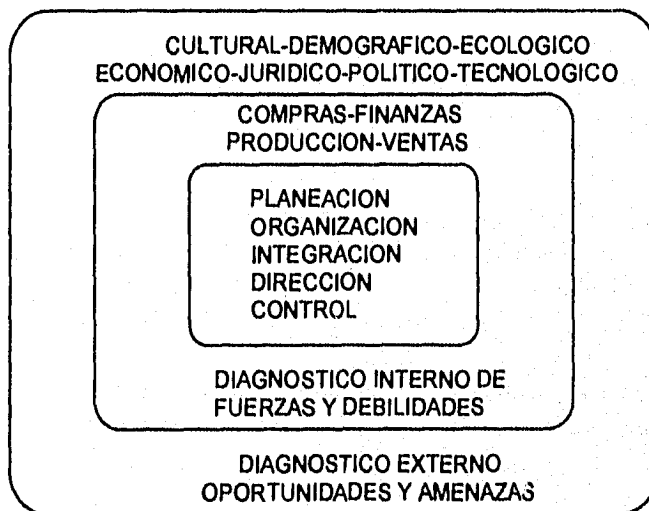 CULTURAL-DEMOGRAFICO-ECOLOGICO
ECONOMICO-JURIDICO-POLITICO-TECNOLOGICO
COMPRAS-FINANZAS
PRODUCCION-VENTAS
PLANEACION
ORGANIZACION
INTEGRACION
DIRECCION
CONTROL
DIAGNOSTICO INTERNO DE
FUERZAS Y DEBILIDADES
DIAGNOSTICO EXTERNO
OPORTUNIDADES Y AMENAZAS